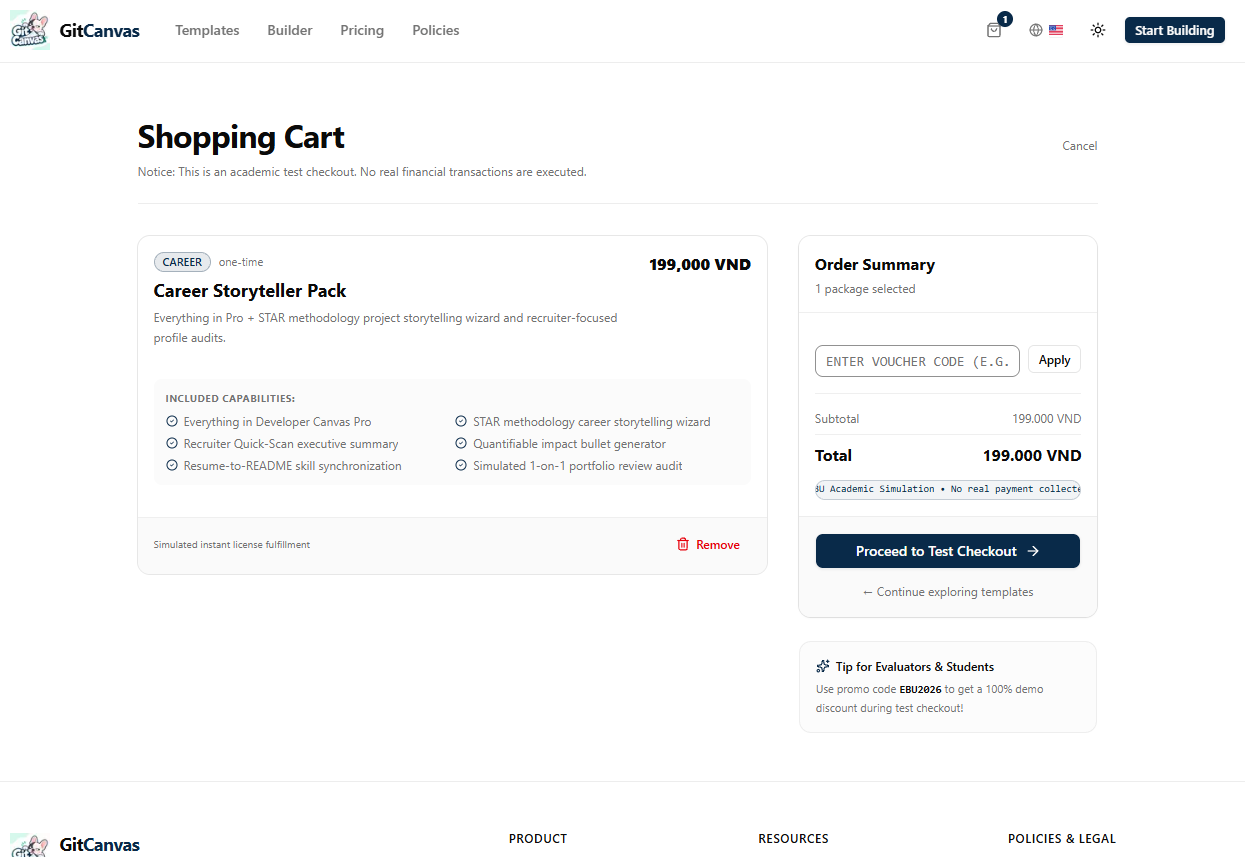 GitCanvas
Templates
Builder
Pricing
Policies
1
Start Building
Shopping Cart
Cancel
Notice: This is an academic test checkout. No real financial transactions are executed.
CAREER
one-time
199,000 VND
Career Storyteller Pack
Everything in Pro + STAR methodology project storytelling wizard and recruiter-focused
profile audits.
INCLUDED CAPABILITIES:
Everything in Developer Canvas Pro
STAR methodology career storytelling wizard
Recruiter Quick-Scan executive summary
Quantifiable impact bullet generator
Resume-to-README skill synchronization
Simulated 1-on-1 portfolio review audit
Simulated instant license fulfillment
Remove
Order Summary
1 package selected
ENTER VOUCHER CODE (E.G.
Apply
Subtotal
199.000 VND
Total
199.000 VND
BU Academic Simulation • No real payment collecte
Proceed to Test Checkout →
← Continue exploring templates
Tip for Evaluators & Students
Use promo code EBU2026 to get a 100% demo
discount during test checkout!
GitCanvas
PRODUCT
RESOURCES
POLICIES & LEGAL